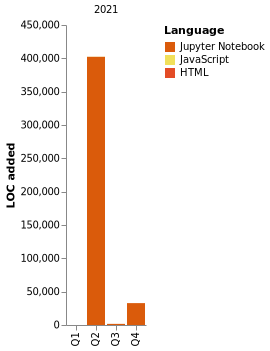 2021
Language
Jupyter Notebook
JavaScript
HTML
LOC added
450,000
400,000
350,000
300,000
250,000
200,000
150,000
100,000
50,000
0
Q1 Q2 Q3 Q4